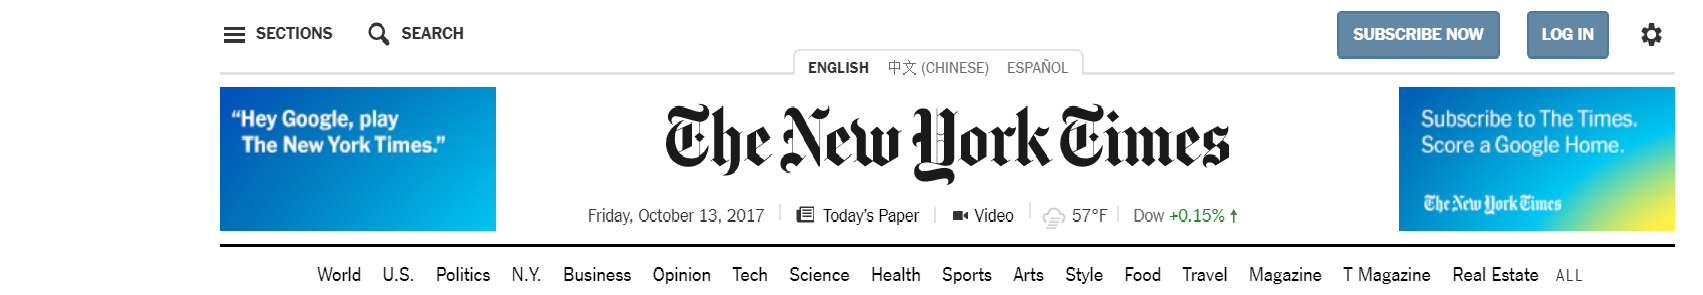 SECTIONS SEARCH SUBSCRIBE NOW LOG IN
ENGLISH 中文 (CHINESE) ESPAÑOL
“Hey Google, play
The New York Times.”
The New York Times
Subscribe to The Times.
Score a Google Home.
The New York Times
Friday, October 13, 2017 Today’s Paper Video 57°F Dow +0.15%
World U.S. Politics N.Y. Business Opinion Tech Science Health Sports Arts Style Food Travel Magazine T Magazine Real Estate ALL